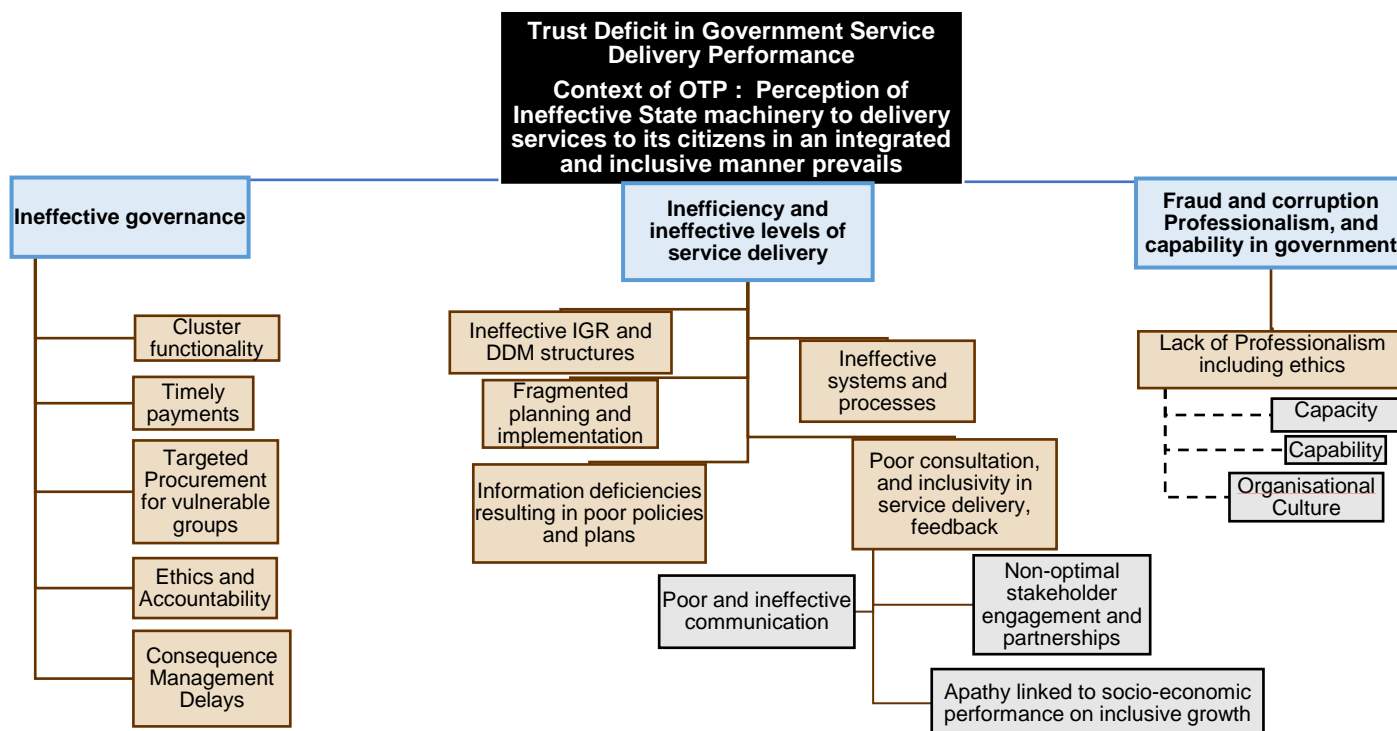 Trust Deficit in Government Service
Delivery Performance
Context of OTP : Perception of
Ineffective State machinery to delivery
services to its citizens in an integrated
and inclusive manner prevails
Ineffective governance
Cluster
functionality
Timely
payments
Targeted
Procurement
for vulnerable
groups
Ethics and
Accountability
Consequence
Management
Delays
Inefficiency and
ineffective levels of
service delivery
Ineffective IGR and
DDM structures
Ineffective
systems and
processes
Fragmented
planning and
implementation
Information deficiencies
resulting in poor policies
and plans
Poor consultation,
and inclusivity in
service delivery,
feedback
Poor and ineffective
communication
Non-optimal
stakeholder
engagement and
partnerships
Apathy linked to socio-economic
performance on inclusive growth
Fraud and corruption
Professionalism, and
capability in government
Lack of Professionalism
including ethics
Capacity
Capability
Organisational
Culture